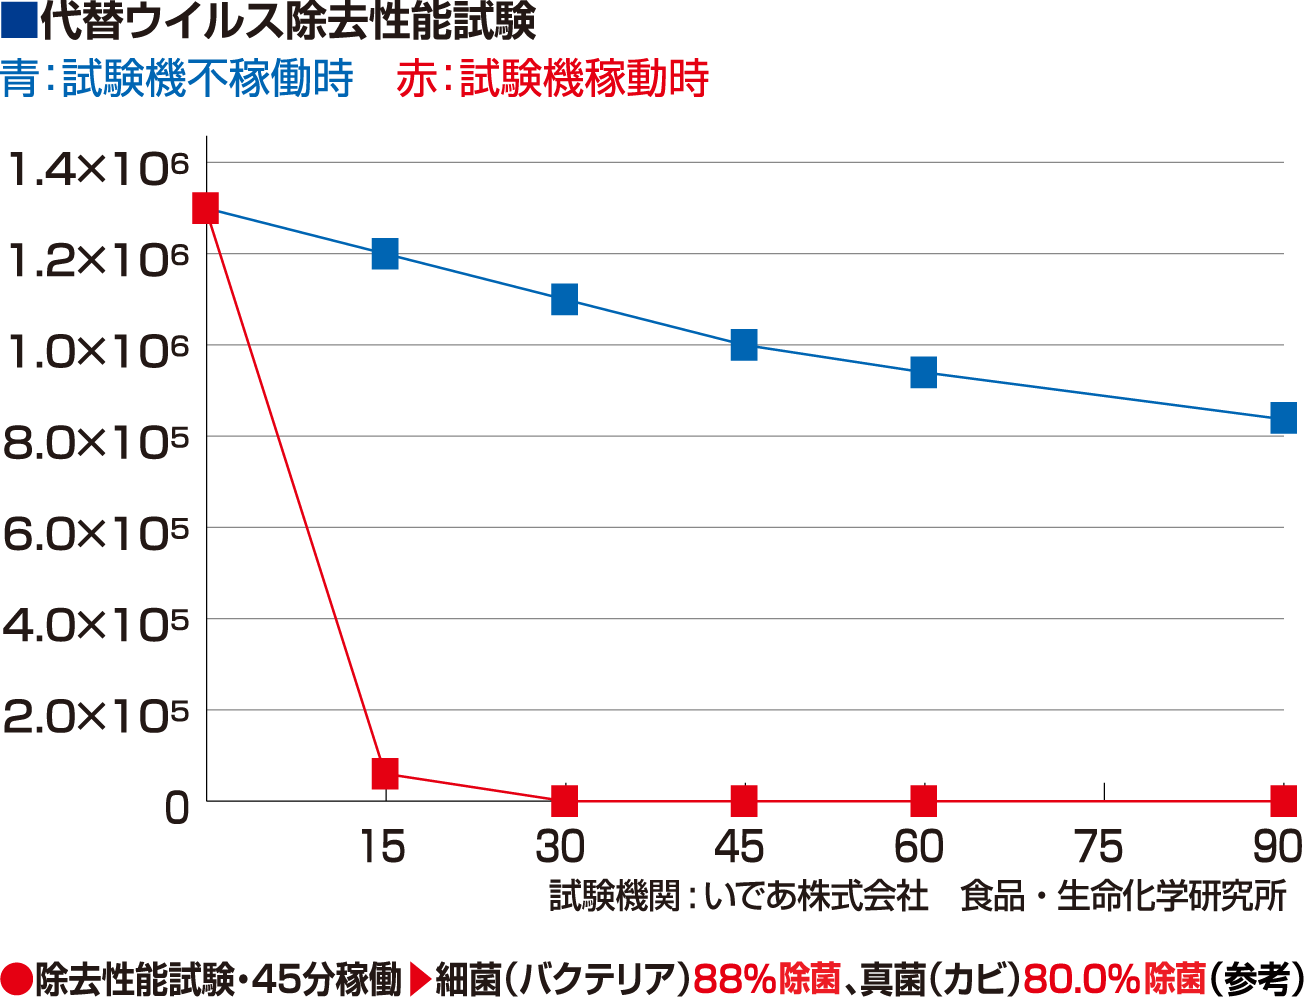 ■代替ウイルス除去性能試験
青：試験機不稼働時　赤：試験機稼動時
1.4×10⁶
1.2×10⁶
1.0×10⁶
8.0×10⁵
6.0×10⁵
4.0×10⁵
2.0×10⁵
0
15 30 45 60 75 90
試験機関：いであ株式会社　食品・生命化学研究所
●除去性能試験・45分稼働▶細菌（バクテリア）88％除菌、真菌（カビ）80.0％除菌（参考）